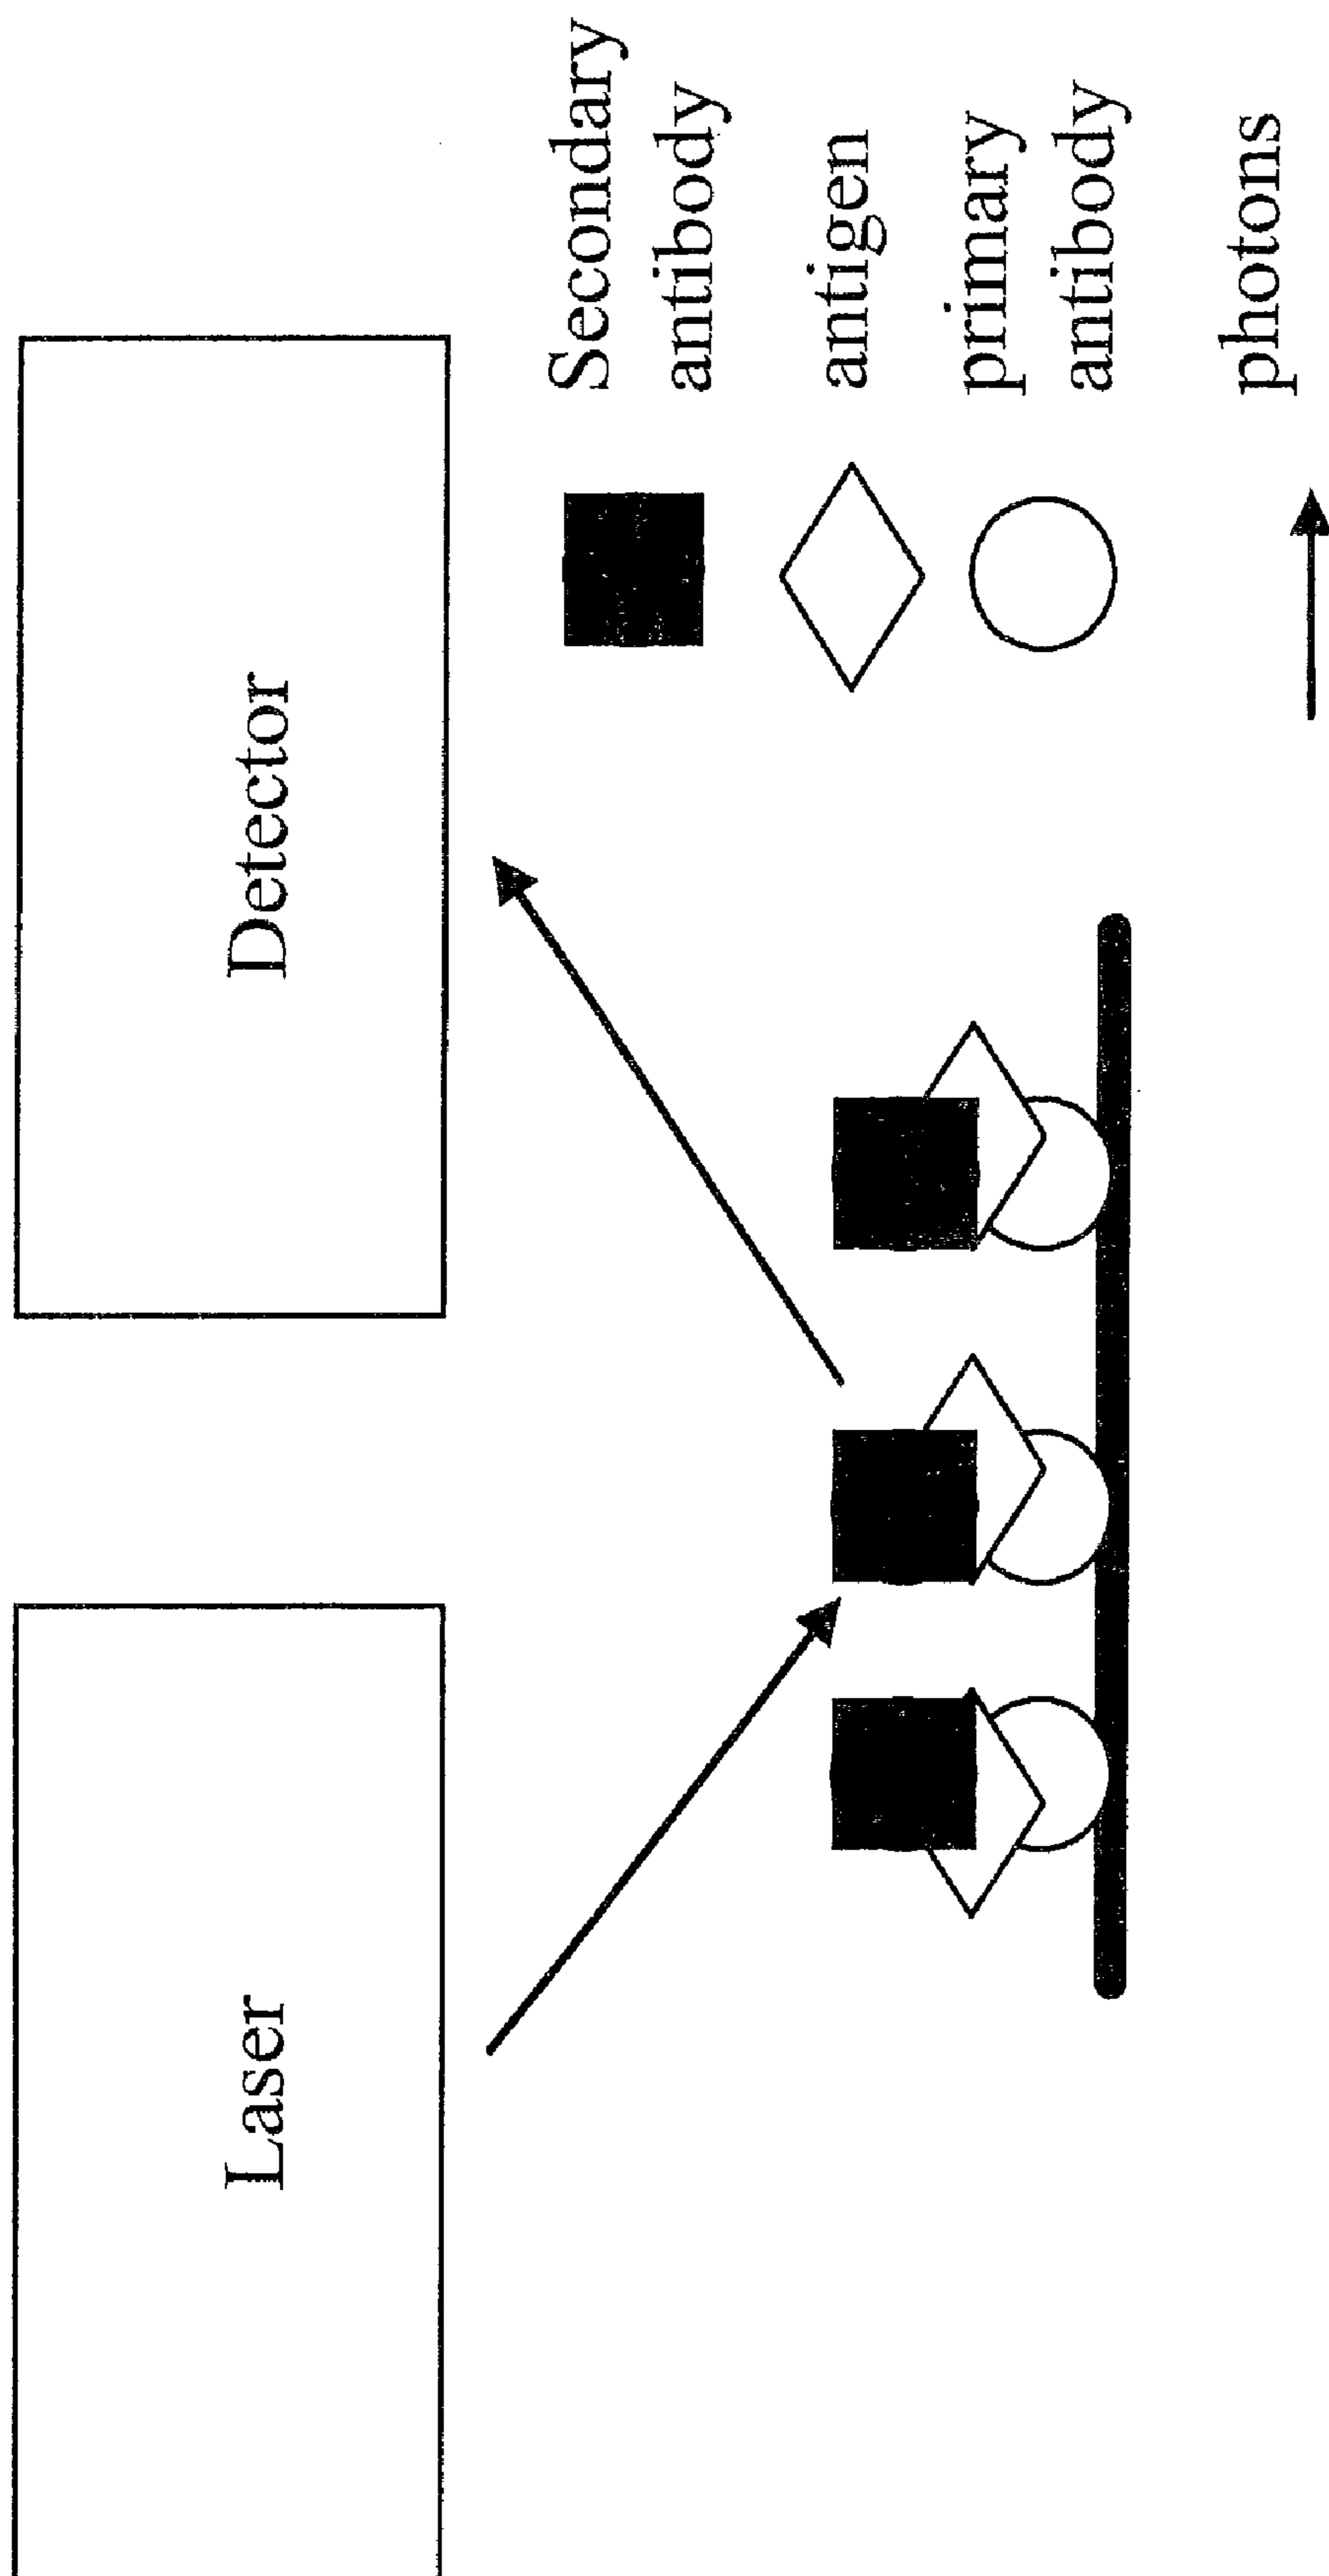 Laser
Detector
Secondary
antibody
antigen
primary
antibody
photons